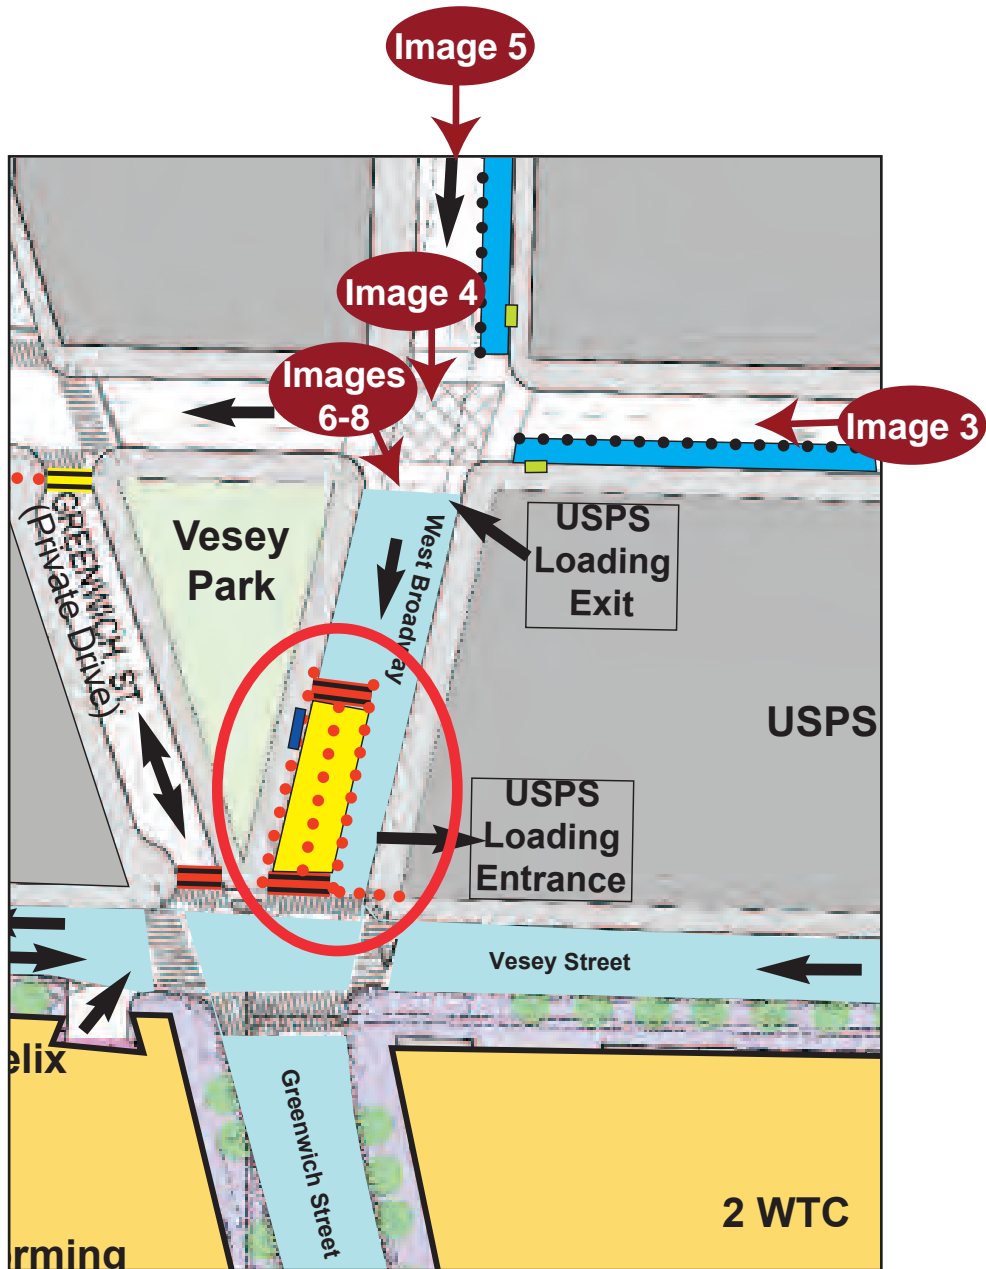 Image 5
Image 4
Images
6-8
Image 3
GREENWICH ST
(Private Drive)
Vesey
Park
West Broadway
USPS
Loading
Exit
USPS
USPS
Loading
Entrance
Vesey Street
elix
Greenwich Street
2 WTC
orming